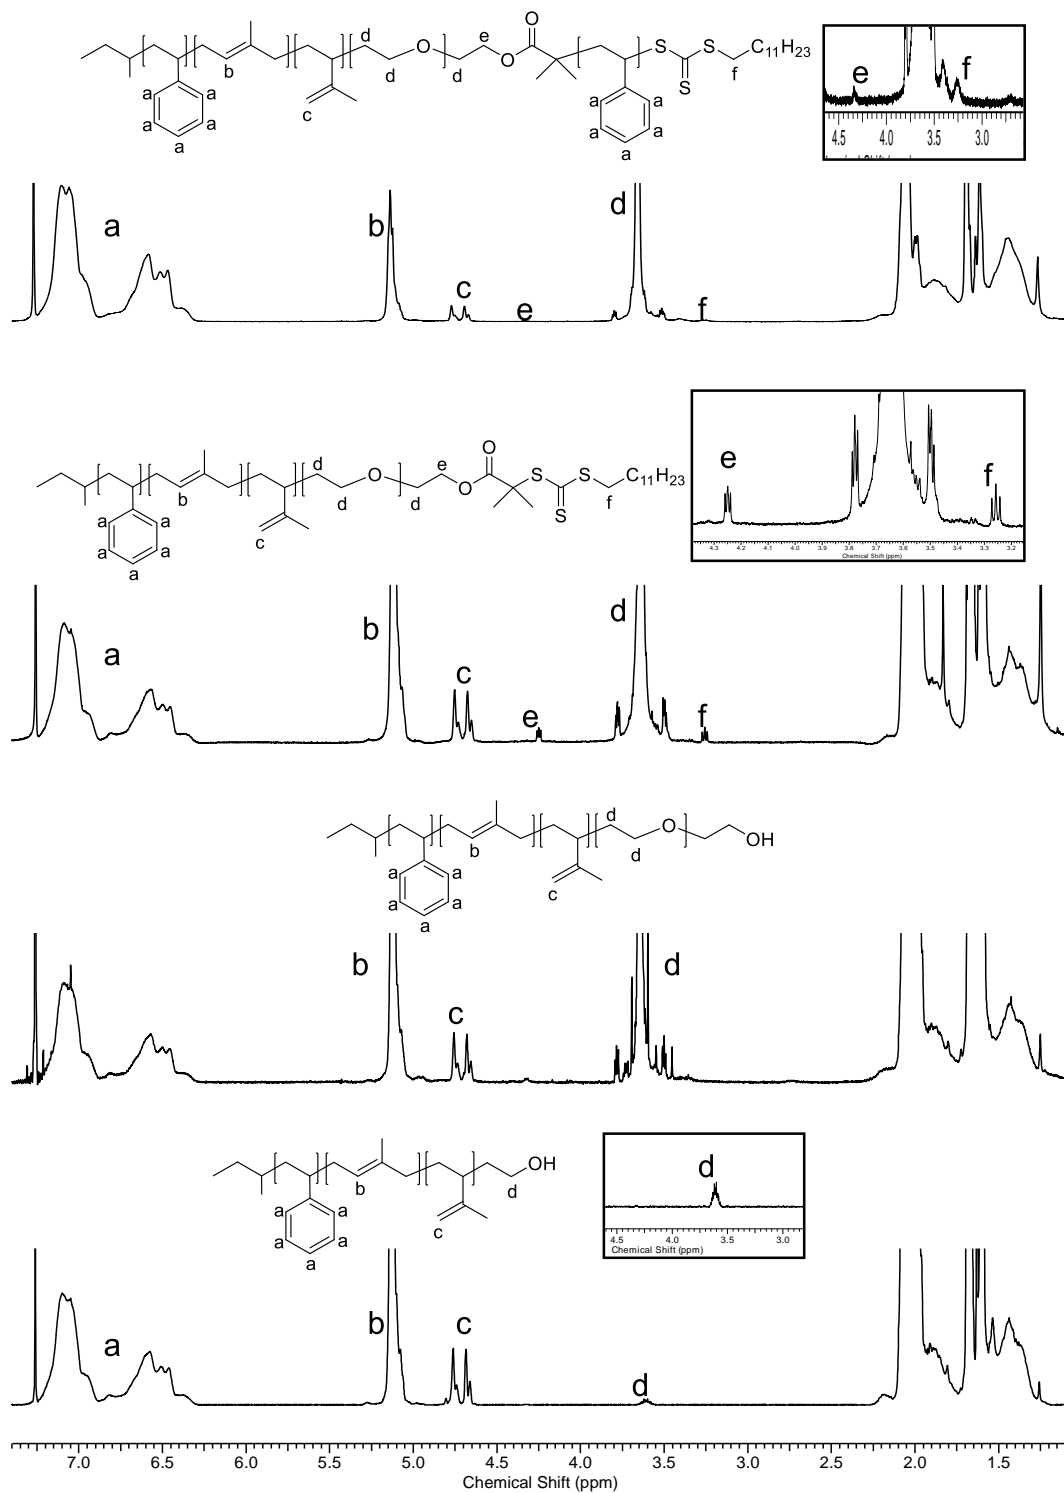 O
d e S S C11H23
O
b d d O f
S
a a c a a
a a a a
a a
e f
4.5 4.0 3.5 3.0
a b c e d f
O
d e S S C11H23
O
b d d O f
S
a a c
a a
a
e f
4.3 4.2 4.1 4.0 3.9 3.8 3.7 3.6 3.5 3.4 3.3 3.2
Chemical Shift (ppm)
a b c e d f
d
O OH
b d
a a c
a a
a
b c d
OH
b d
a a c
a a
a
d
4.5 4.0 3.5 3.0
Chemical Shift (ppm)
a b c d
7.0 6.5 6.0 5.5 5.0 4.5 4.0 3.5 3.0 2.5 2.0 1.5
Chemical Shift (ppm)